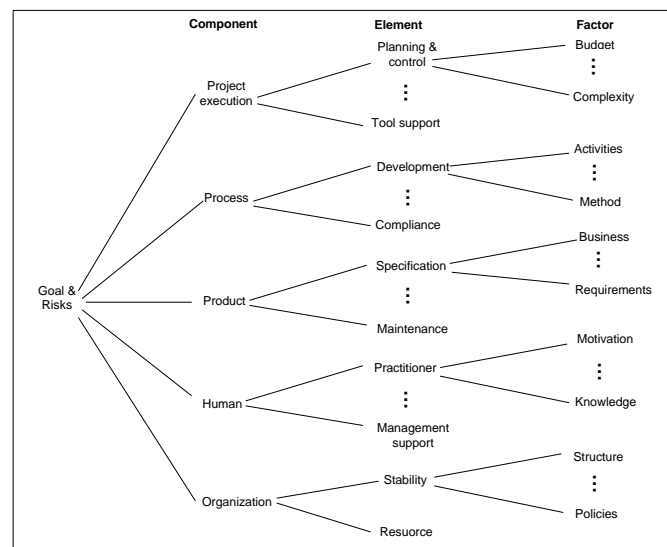 Component Element Factor
Planning &
control
Budget
Project
execution
Complexity
Tool support
Activities
Development
Process
Method
Compliance
Business
Specification
Goal &
Risks
Product
Requirements
Maintenance
Motivation
Practitioner
Human
Knowledge
Management
support
Structure
Stability
Organization
Policies
Resuorce